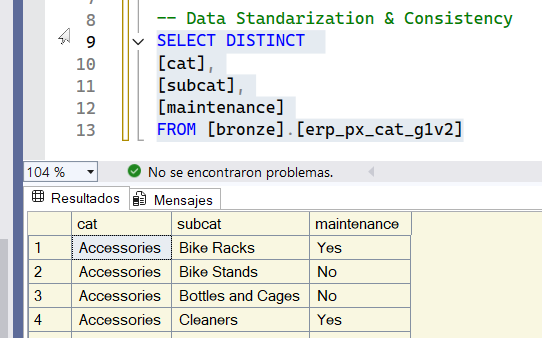 8 -- Data Standarization & Consistency
9 SELECT DISTINCT
10 [cat],
11 [subcat],
12 [maintenance]
13 FROM [bronze].[erp_px_cat_g1v2]
104 % No se encontraron problemas.
Resultados Mensajes
cat subcat maintenance
1 Accessories Bike Racks Yes
2 Accessories Bike Stands No
3 Accessories Bottles and Cages No
4 Accessories Cleaners Yes